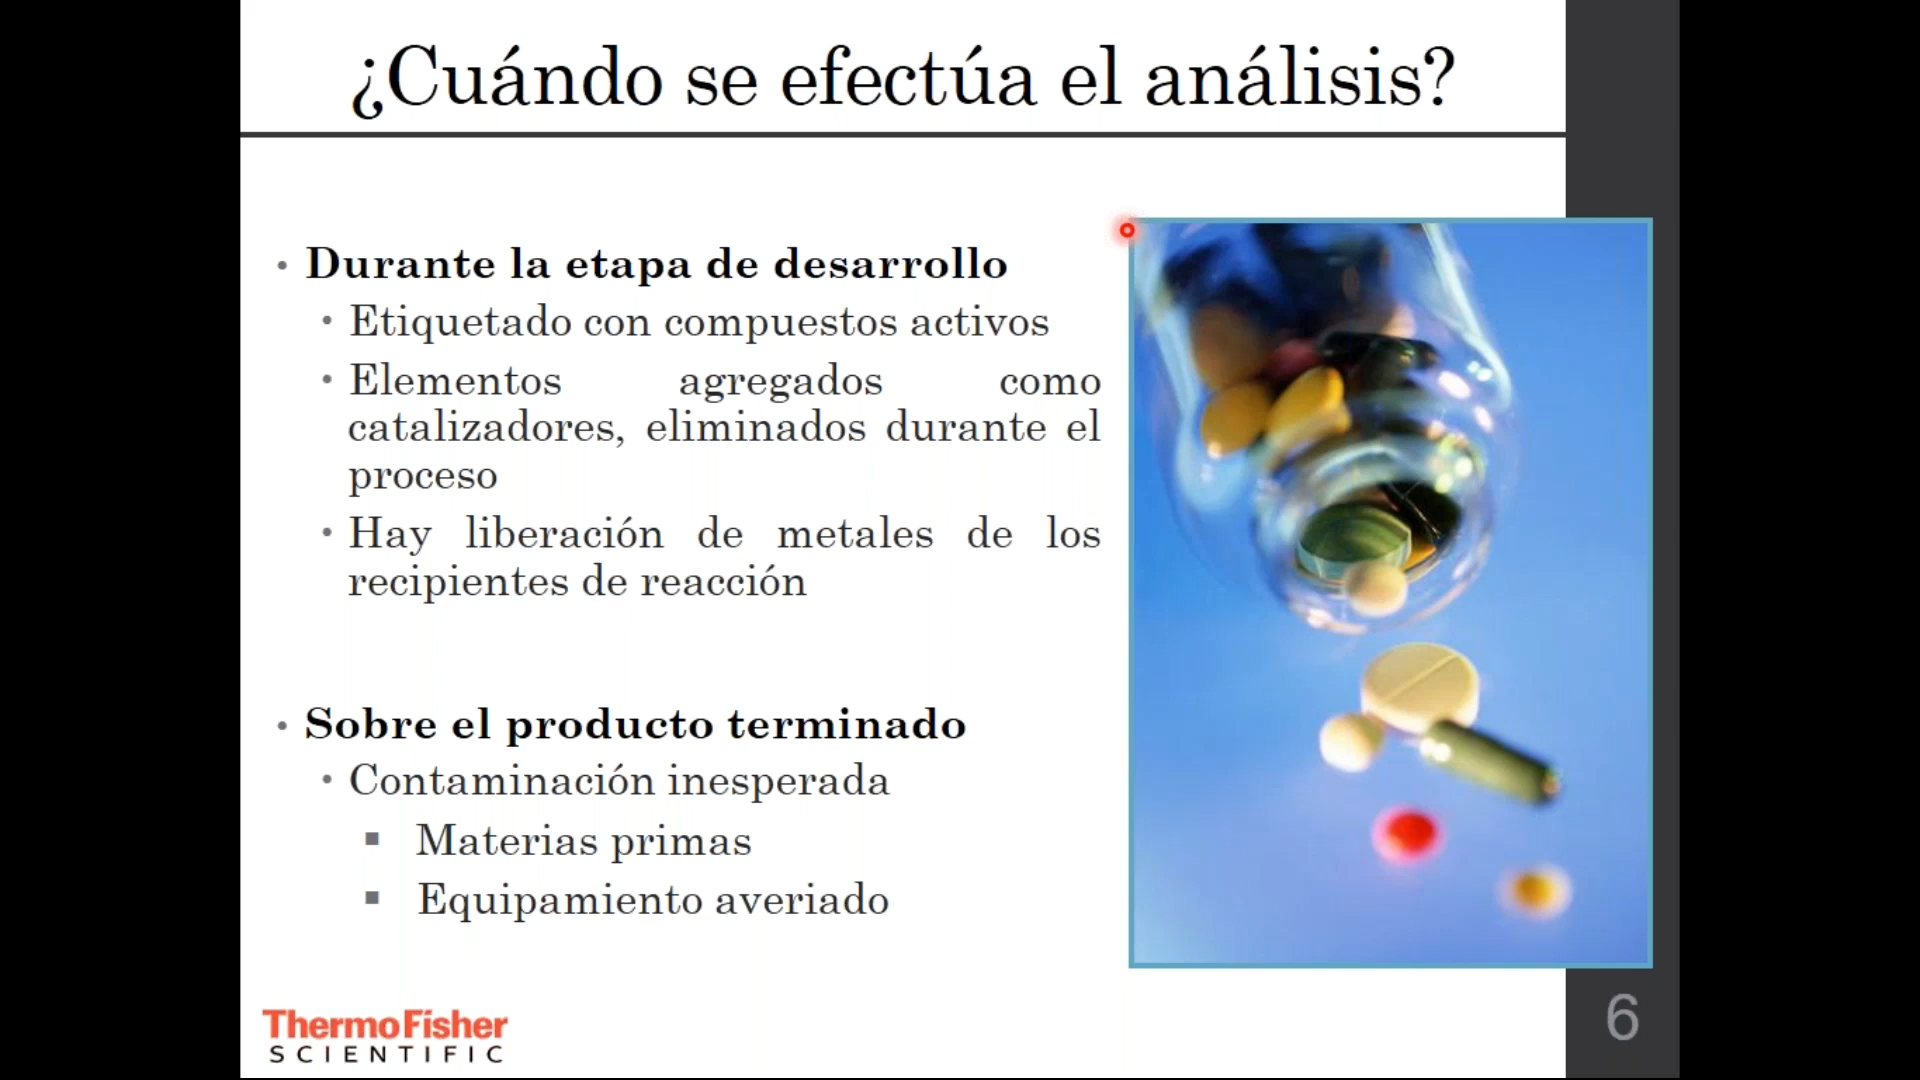 ¿Cuándo se efectúa el análisis?
• Durante la etapa de desarrollo
• Etiquetado con compuestos activos
• Elementos agregados como
catalizadores, eliminados durante el
proceso
• Hay liberación de metales de los
recipientes de reacción
• Sobre el producto terminado
• Contaminación inesperada
▪ Materias primas
▪ Equipamiento averiado
ThermoFisher
SCIENTIFIC
6